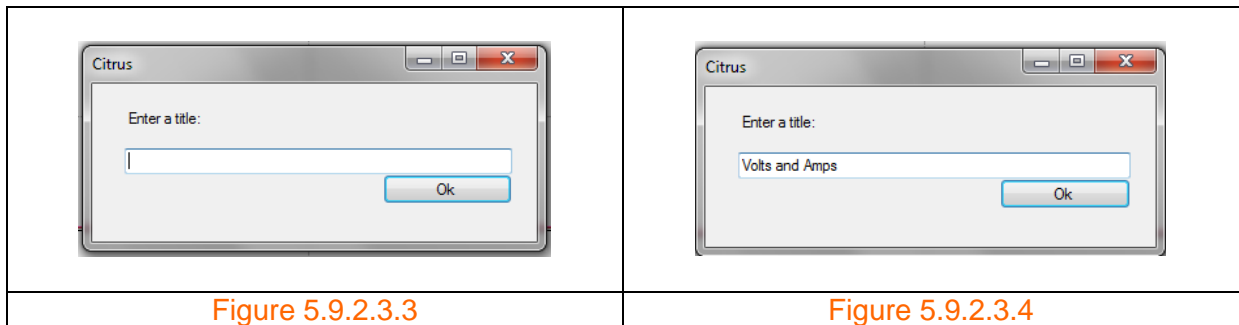 Citrus
Enter a title:
Ok
Citrus
Enter a title:
Volts and Amps
Ok
Figure 5.9.2.3.3
Figure 5.9.2.3.4